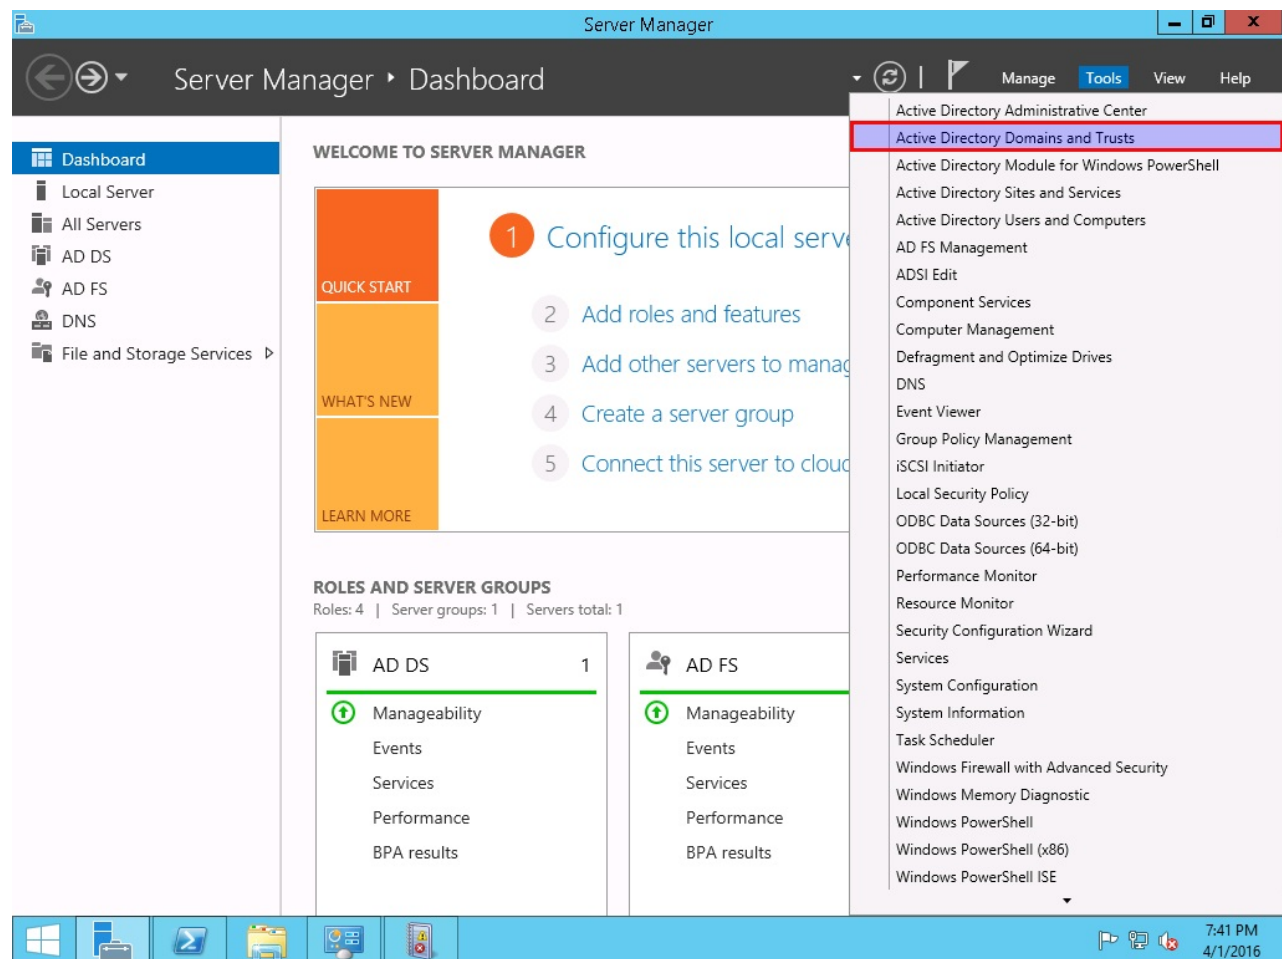 Server Manager
Server Manager • Dashboard
Manage Tools View Help
Dashboard
Local Server
All Servers
AD DS
AD FS
DNS
File and Storage Services
WELCOME TO SERVER MANAGER
QUICK START
WHAT'S NEW
LEARN MORE
1 Configure this local serve
2 Add roles and features
3 Add other servers to manag
4 Create a server group
5 Connect this server to cloud
ROLES AND SERVER GROUPS
Roles: 4 | Server groups: 1 | Servers total: 1
AD DS 1
Manageability
Events
Services
Performance
BPA results
AD FS
Manageability
Events
Services
Performance
BPA results
Active Directory Administrative Center
Active Directory Domains and Trusts
Active Directory Module for Windows PowerShell
Active Directory Sites and Services
Active Directory Users and Computers
AD FS Management
ADSI Edit
Component Services
Computer Management
Defragment and Optimize Drives
DNS
Event Viewer
Group Policy Management
iSCSI Initiator
Local Security Policy
ODBC Data Sources (32-bit)
ODBC Data Sources (64-bit)
Performance Monitor
Resource Monitor
Security Configuration Wizard
Services
System Configuration
System Information
Task Scheduler
Windows Firewall with Advanced Security
Windows Memory Diagnostic
Windows PowerShell
Windows PowerShell (x86)
Windows PowerShell ISE
7:41 PM
4/1/2016